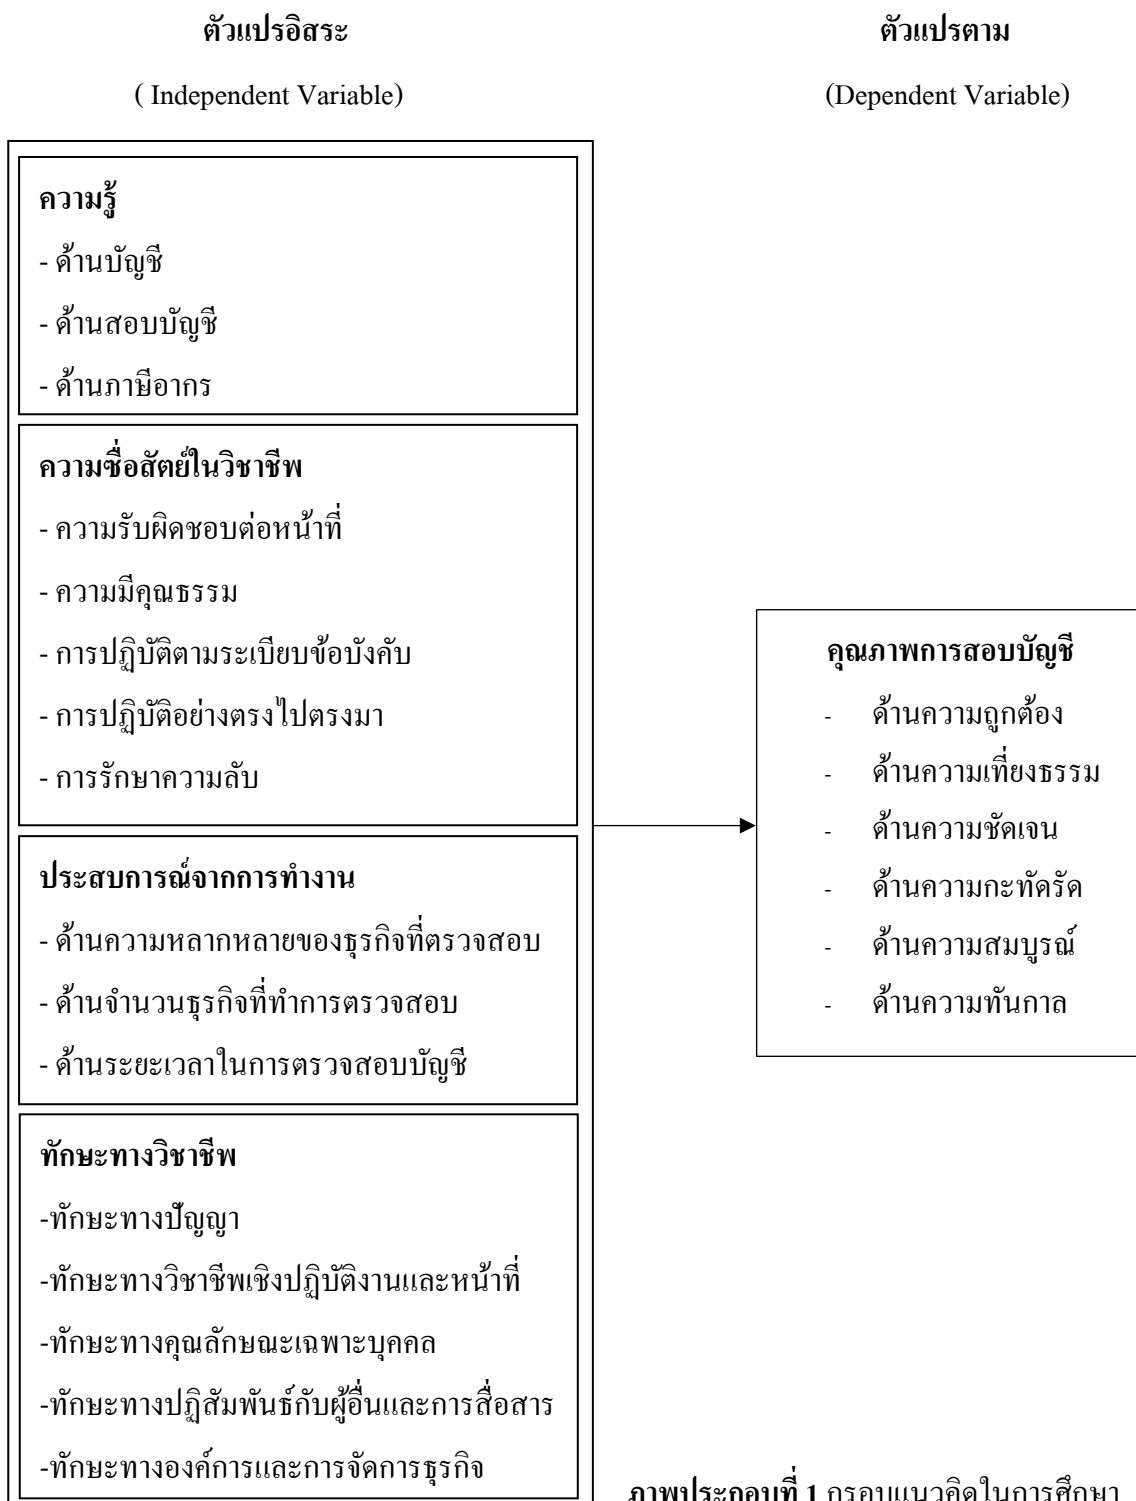 ตัวแปรอิสระ
( Independent Variable)
ตัวแปรตาม
(Dependent Variable)
ความรู้
- ด้านบัญชี
- ด้านสอบบัญชี
- ด้านภาษีอากร
ความซื่อสัตย์ในวิชาชีพ
- ความรับผิดชอบต่อหน้าที่
- ความมีคุณธรรม
- การปฏิบัติตามระเบียบข้อบังคับ
- การปฏิบัติอย่างตรงไปตรงมา
- การรักษาความลับ
ประสบการณ์จากการทำงาน
- ด้านความหลากหลายของธุรกิจที่ตรวจสอบ
- ด้านจำนวนธุรกิจที่ทำการตรวจสอบ
- ด้านระยะเวลาในการตรวจสอบบัญชี
ทักษะทางวิชาชีพ
-ทักษะทางปัญญา
-ทักษะทางวิชาชีพเชิงปฏิบัติงานและหน้าที่
-ทักษะทางคุณลักษณะเฉพาะบุคคล
-ทักษะทางปฏิสัมพันธ์กับผู้อื่นและการสื่อสาร
-ทักษะทางองค์การและการจัดการธุรกิจ
คุณภาพการสอบบัญชี
- ด้านความถูกต้อง
- ด้านความเที่ยงธรรม
- ด้านความชัดเจน
- ด้านความกะทัดรัด
- ด้านความสมบูรณ์
- ด้านความทันกาล
ภาพประกอบที่ 1 กรอบแนวคิดในการศึกษา